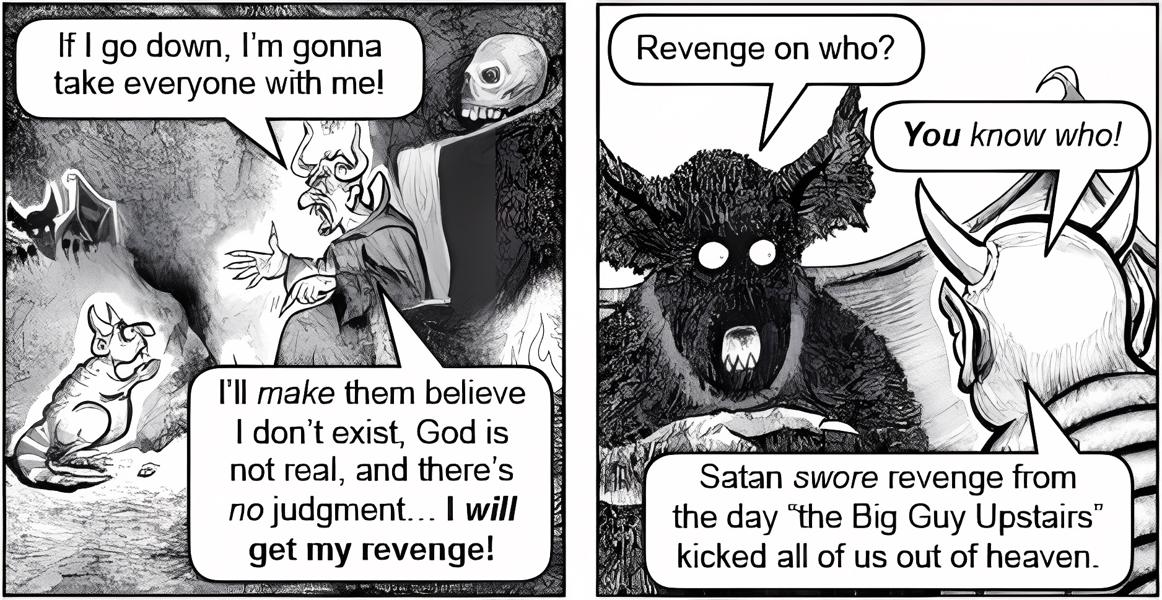 If I go down, I'm gonna
take everyone with me!
I'll make them believe
I don't exist, God is
not real, and there's
no judgment... I will
get my revenge!
Revenge on who?
You know who!
Satan swore revenge from
the day “the Big Guy Upstairs”
kicked all of us out of heaven.